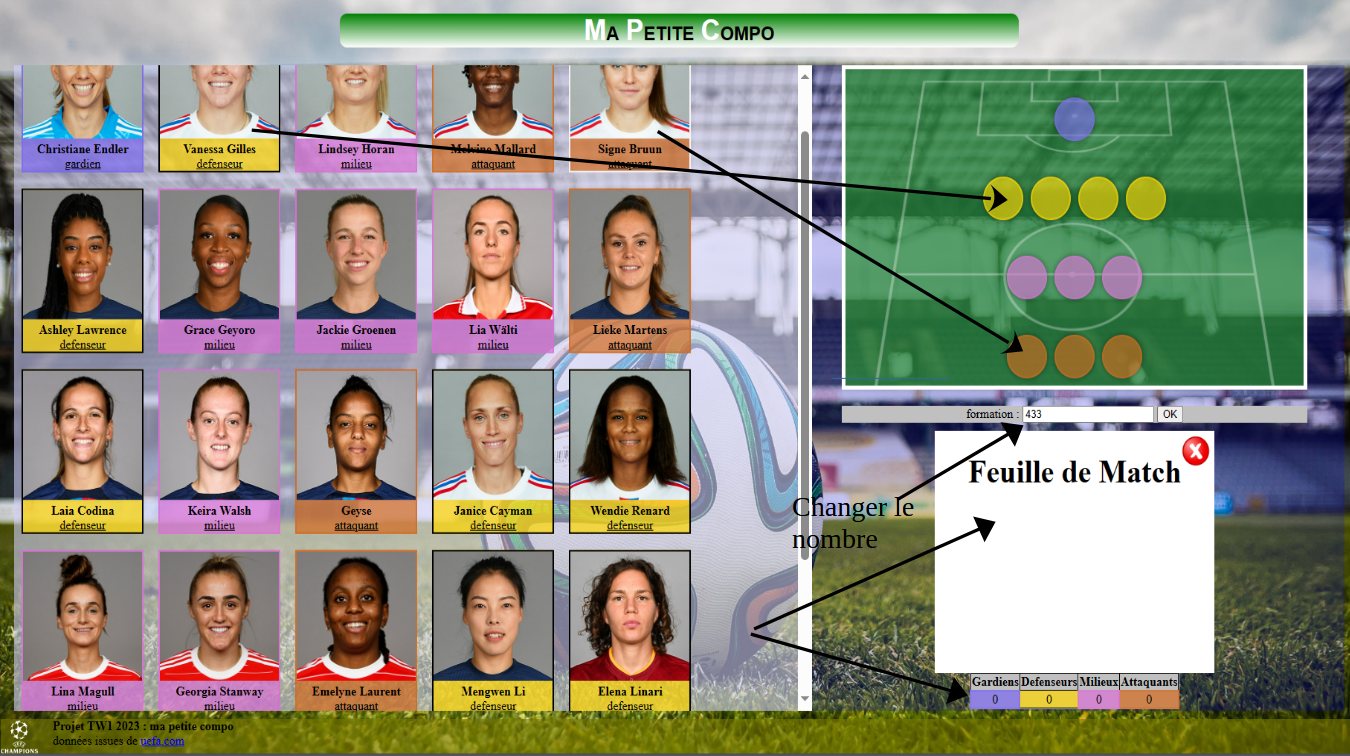 Ma Petite Compo
Christiane Endler
gardien
Vanessa Gilles
defenseur
Lindsey Horan
milieu
Melvine Mallard
attaquant
Signe Bruun
attaquant
Ashley Lawrence
defenseur
Grace Geyoro
milieu
Jackie Groenen
milieu
Lia Wälti
milieu
Lieke Martens
attaquant
Laia Codina
defenseur
Keira Walsh
milieu
Geyse
attaquant
Janice Cayman
defenseur
Wendie Renard
defenseur
Lina Magull
milieu
Georgia Stanway
milieu
Emelyne Laurent
attaquant
Mengwen Li
defenseur
Elena Linari
defenseur
formation : 433 OK
X
Feuille de Match
Changer le
nombre
Gardiens Defenseurs Milieux Attaquants
0 0 0 0
Projet TW1 2023 : ma petite compo
données issues de uefa.com
CHAMPIONS